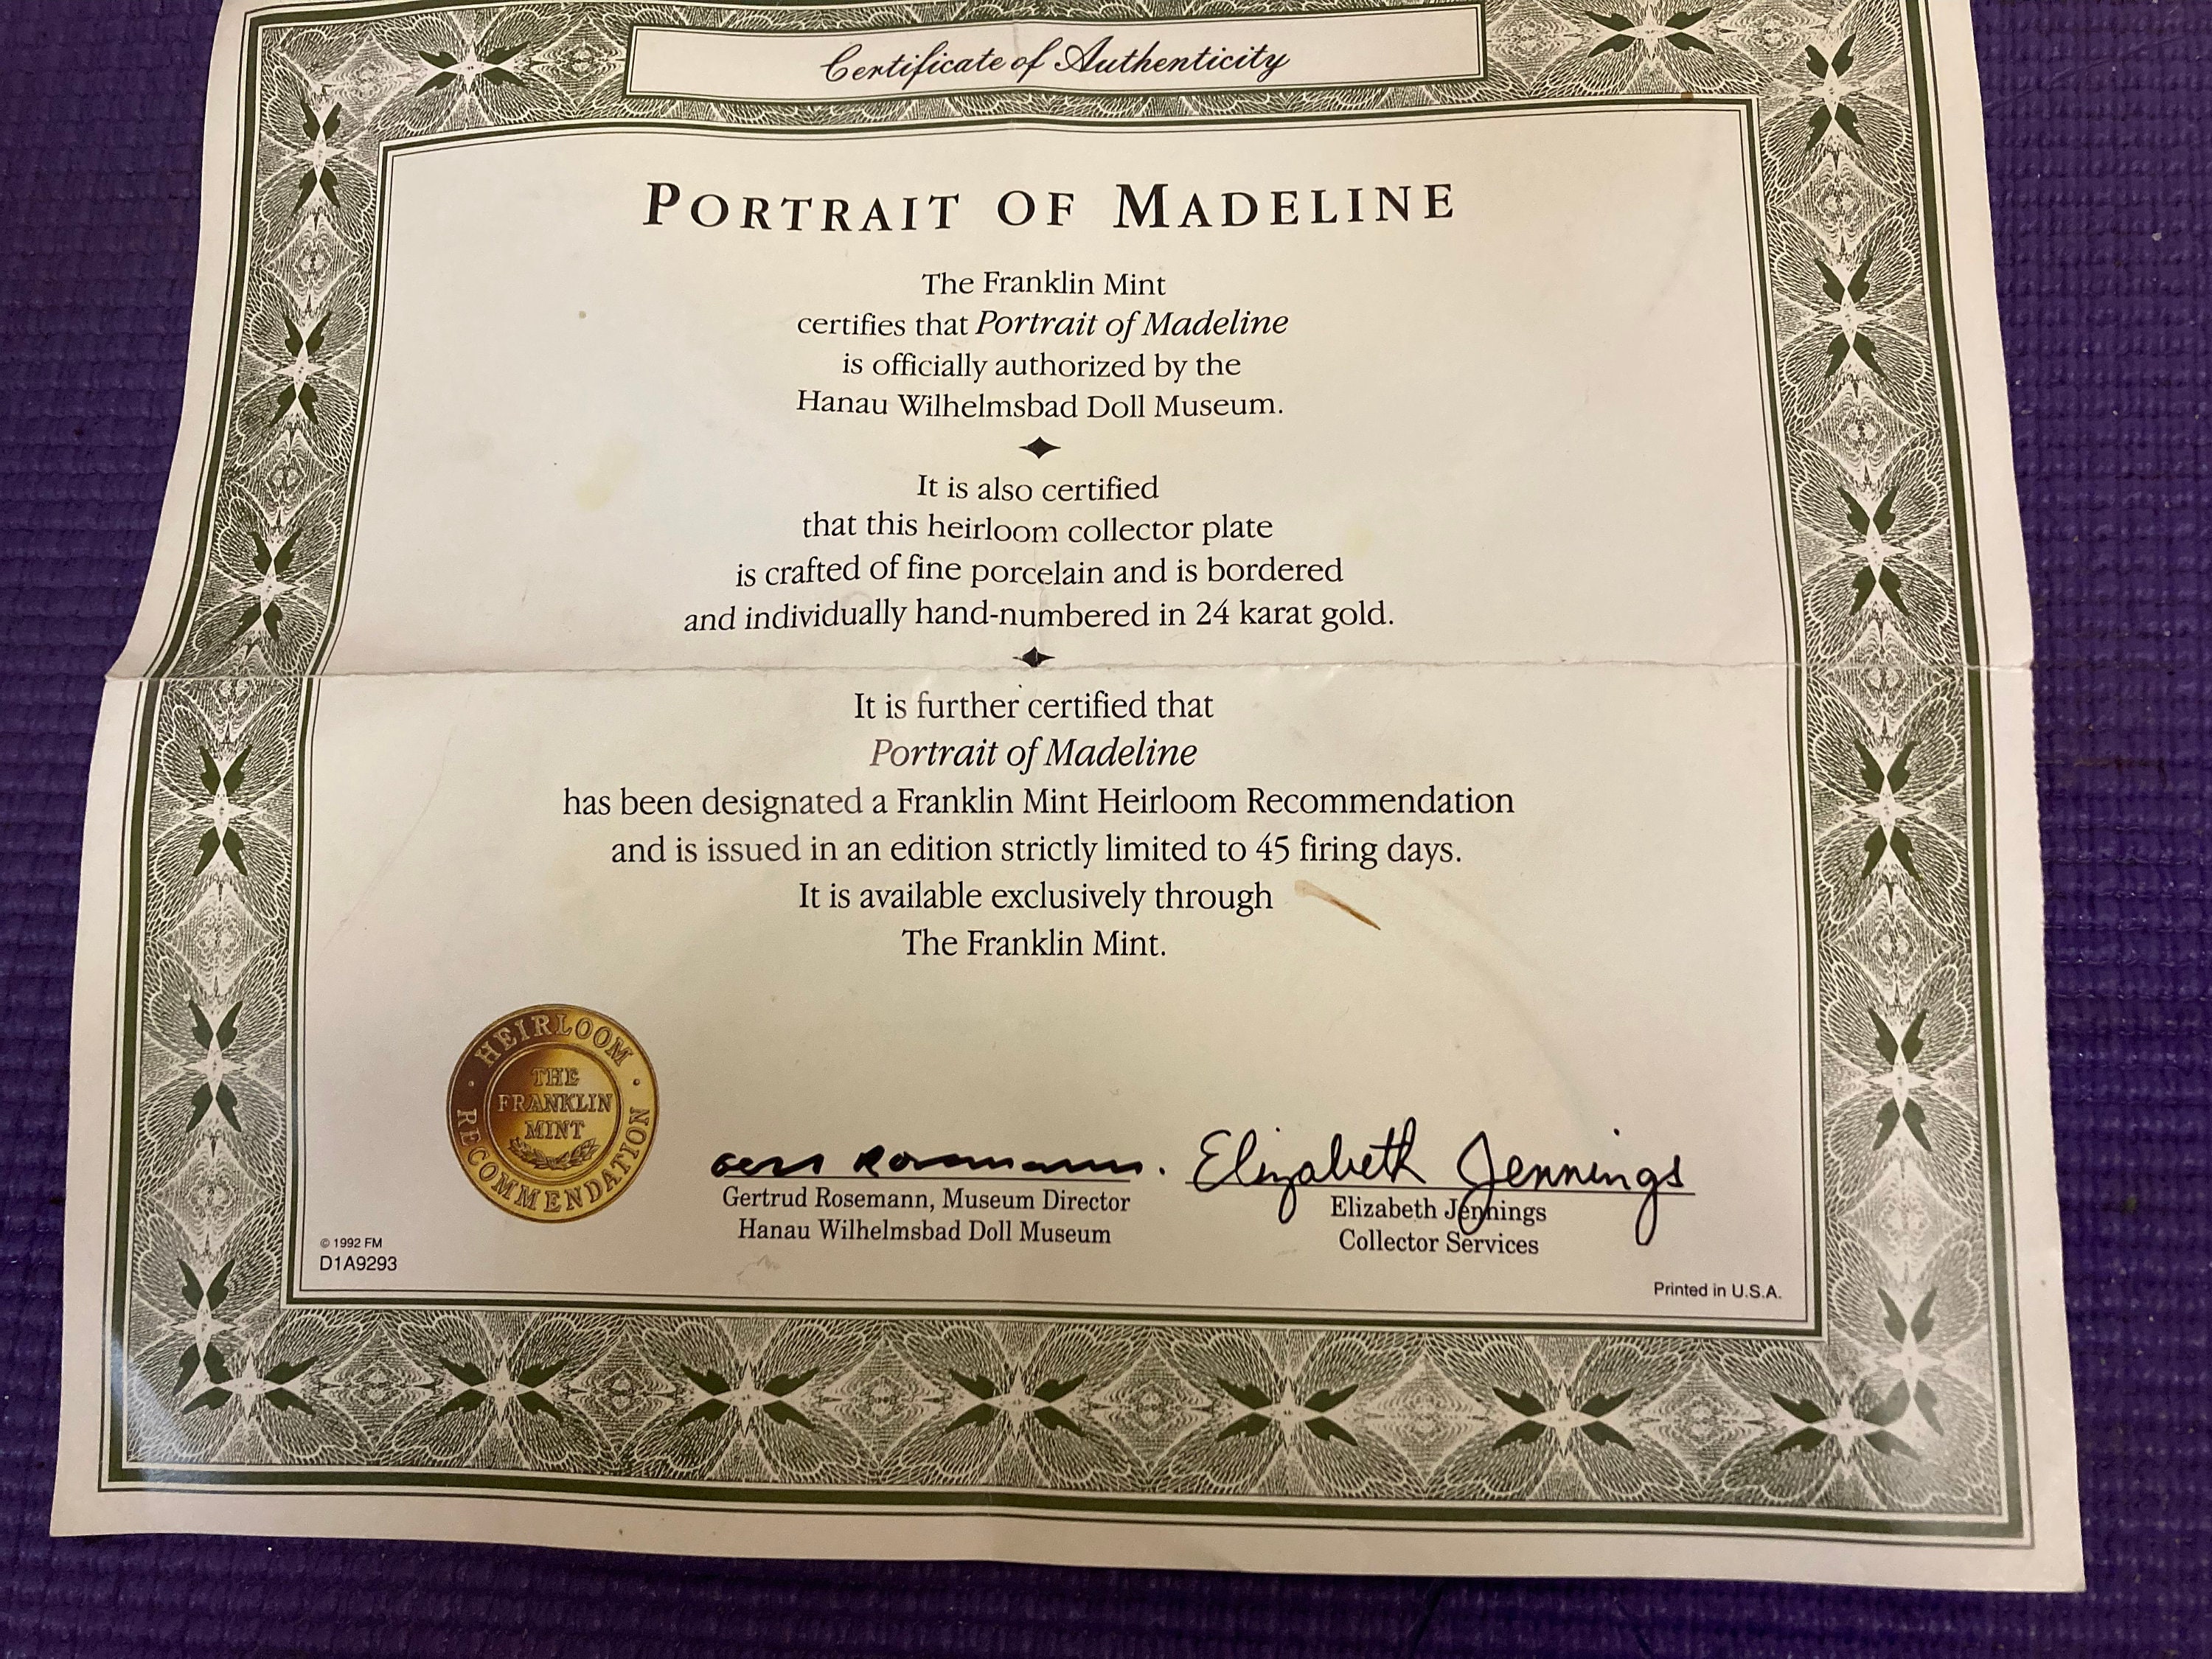 Certificate of Authenticity
PORTRAIT OF MADELINE
The Franklin Mint
certifies that Portrait of Madeline
is officially authorized by the
Hanau Wilhelmsbad Doll Museum.
It is also certified
that this heirloom collector plate
is crafted of fine porcelain and is bordered
and individually hand-numbered in 24 karat gold.
It is further certified that
Portrait of Madeline
has been designated a Franklin Mint Heirloom Recommendation
and is issued in an edition strictly limited to 45 firing days.
It is available exclusively through
The Franklin Mint.
HEIRLOOM
RECOMMENDATION
THE
FRANKLIN
MINT
Elizabeth Jennings
Gertrud Rosemann, Museum Director
Hanau Wilhelmsbad Doll Museum
Elizabeth Jennings
Collector Services
© 1992 FM
D1A9293
Printed in U.S.A.